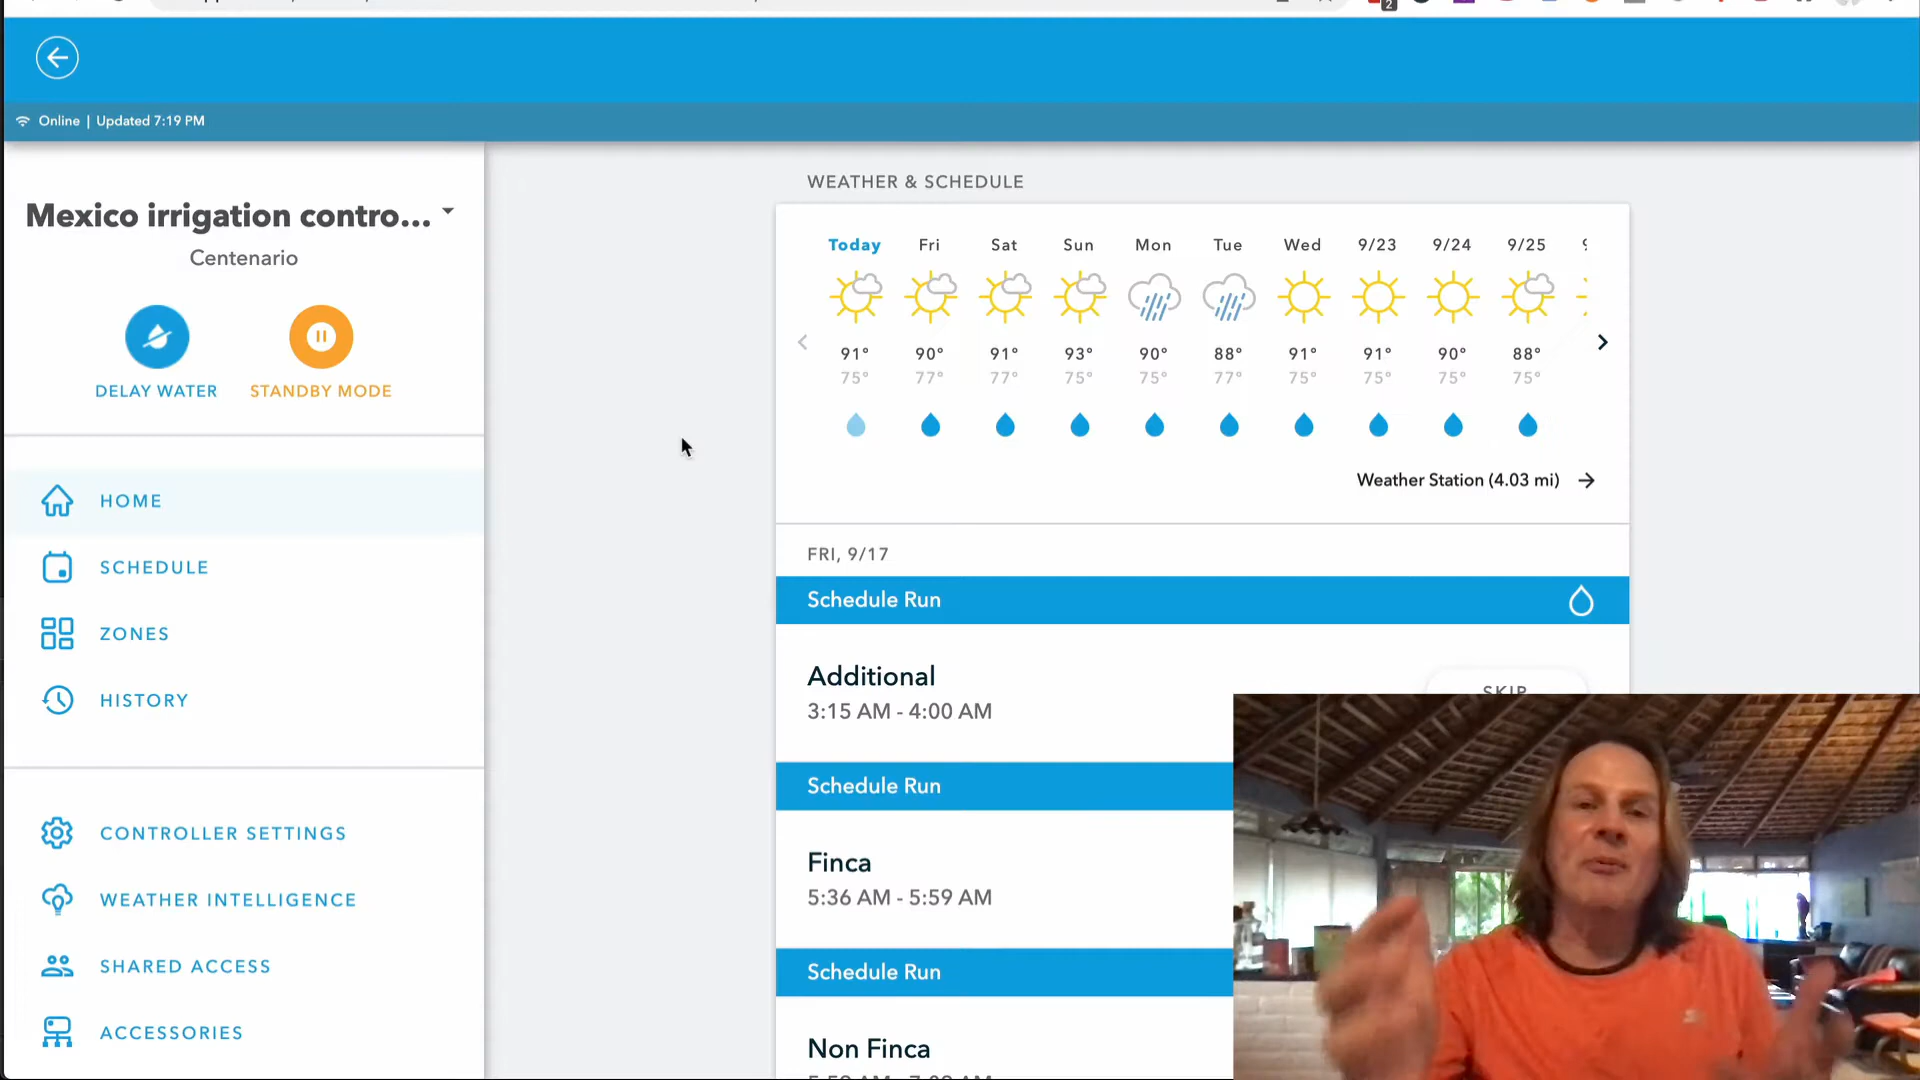 2
Online | Updated 7:19 PM
Mexico irrigation contro...
Centenario
DELAY WATER
STANDBY MODE
HOME
SCHEDULE
ZONES
HISTORY
CONTROLLER SETTINGS
WEATHER INTELLIGENCE
SHARED ACCESS
ACCESSORIES
WEATHER & SCHEDULE
Today Fri Sat Sun Mon Tue Wed 9/23 9/24 9/25
91° 90° 91° 93° 90° 88° 91° 91° 90° 88°
75° 77° 77° 75° 75° 77° 75° 75° 75° 75°
Weather Station (4.03 mi)
FRI, 9/17
Schedule Run
Additional
SKIP
3:15 AM - 4:00 AM
Schedule Run
Finca
5:36 AM - 5:59 AM
Schedule Run
Non Finca